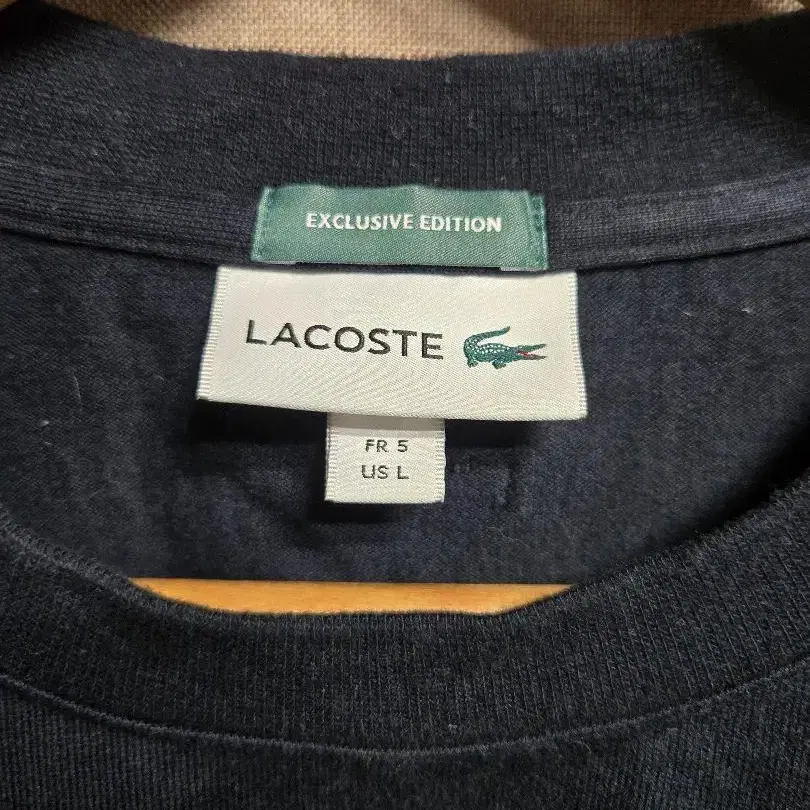 EXCLUSIVE EDITION
LACOSTE
FR 5
US L